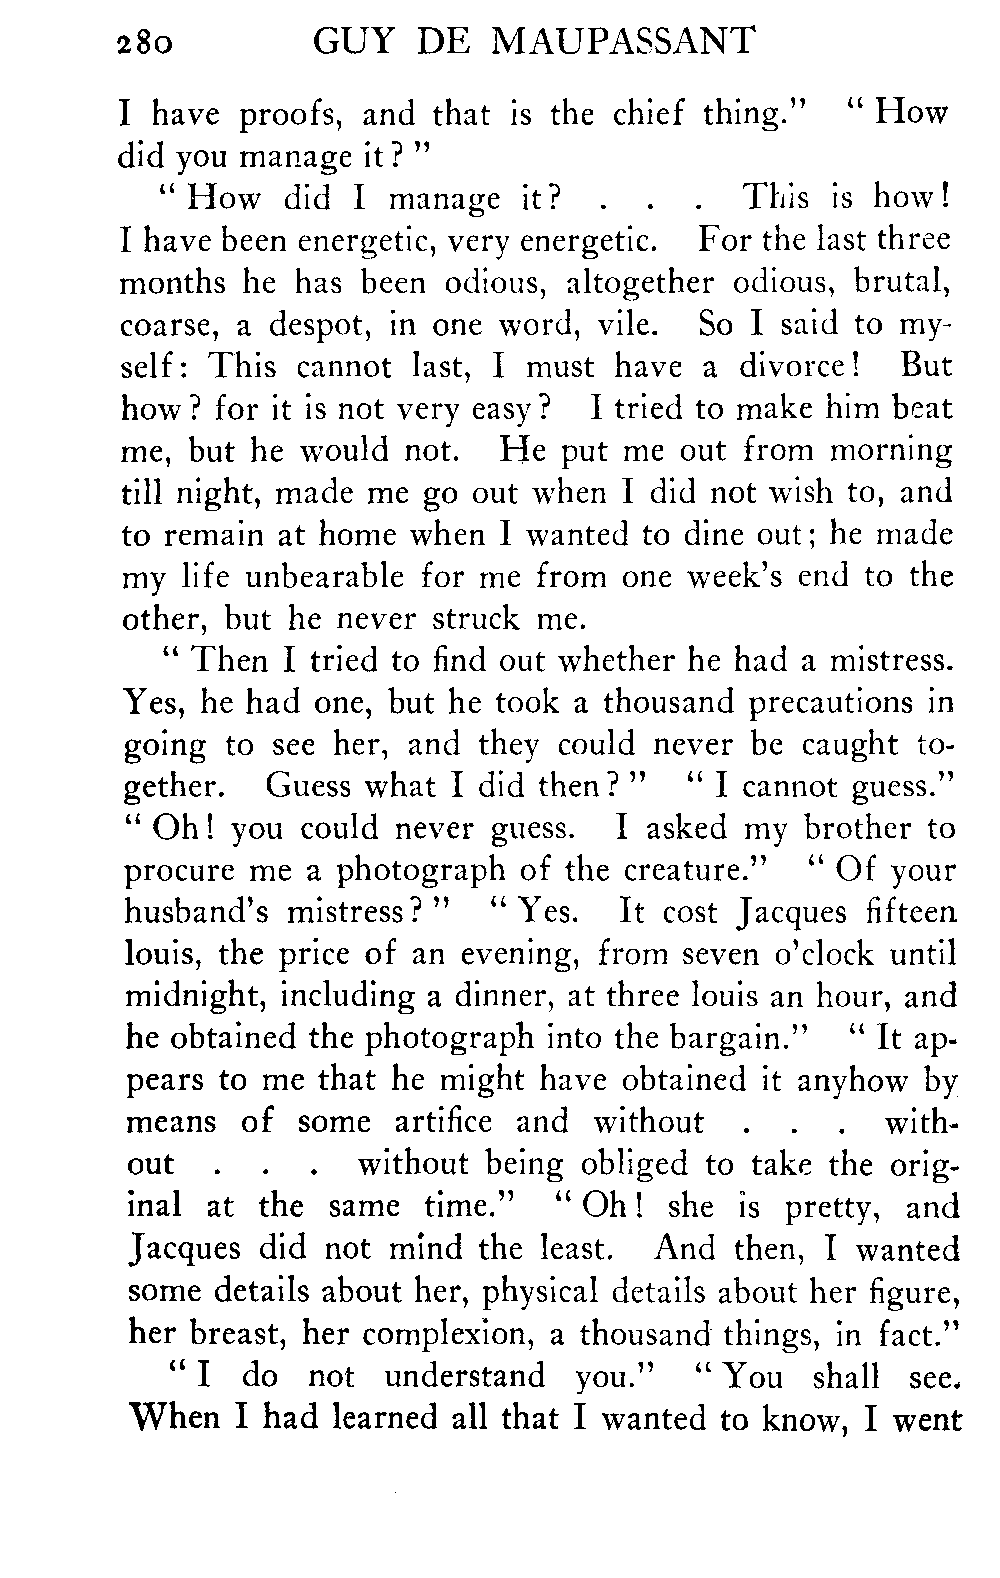 280 GUY DE MAUPASSANT
I have proofs, and that is the chief thing." "How
did you manage it?"
"How did I manage it? . . . This is how!
I have been energetic, very energetic. For the last three
months he has been odious, altogether odious, brutal,
coarse, a despot, in one word, vile. So I said to my-
self: This cannot last, I must have a divorce! But
how? for it is not very easy? I tried to make him beat
me, but he would not. He put me out from morning
till night, made me go out when I did not wish to, and
to remain at home when I wanted to dine out; he made
my life unbearable for me from one week's end to the
other, but he never struck me.
"Then I tried to find out whether he had a mistress.
Yes, he had one, but he took a thousand precautions in
going to see her, and they could never be caught to-
gether. Guess what I did then?" "I cannot guess."
"Oh! you could never guess. I asked my brother to
procure me a photograph of the creature." "Of your
husband's mistress?" "Yes. It cost Jacques fifteen
louis, the price of an evening, from seven o'clock until
midnight, including a dinner, at three louis an hour, and
he obtained the photograph into the bargain." "It ap-
pears to me that he might have obtained it anyhow by
means of some artifice and without . . . with-
out . . . without being obliged to take the orig-
inal at the same time." "Oh! she is pretty, and
Jacques did not mind the least. And then, I wanted
some details about her, physical details about her figure,
her breast, her complexion, a thousand things, in fact."
"I do not understand you." "You shall see.
When I had learned all that I wanted to know, I went